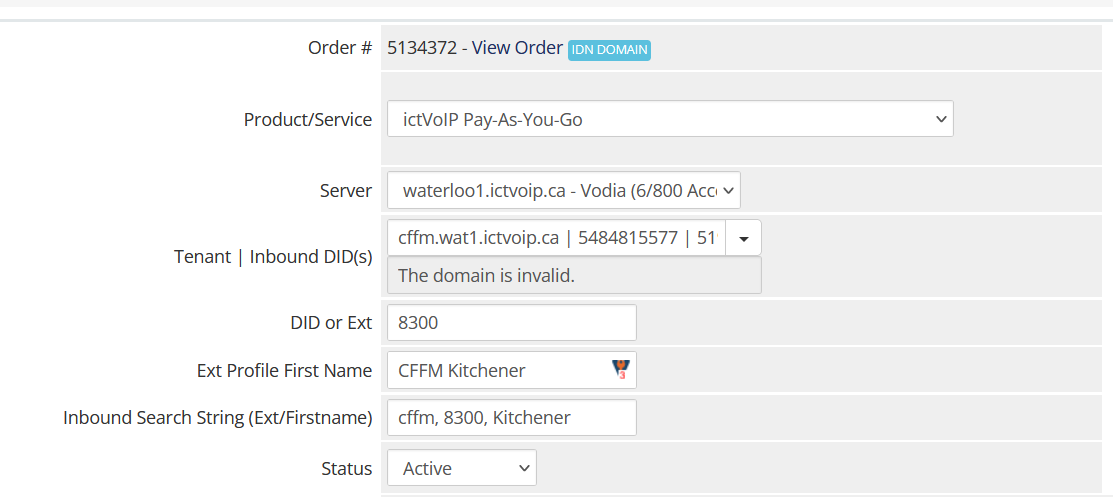 Order # 5134372 - View Order IDN DOMAIN
Product/Service ictVoIP Pay-As-You-Go
Server waterloo1.ictvoip.ca - Vodia (6/800 Acc
Tenant | Inbound DID(s) cffm.wat1.ictvoip.ca | 5484815577 | 51
The domain is invalid.
DID or Ext 8300
Ext Profile First Name CFFM Kitchener 3
Inbound Search String (Ext/Firstname) cffm, 8300, Kitchener
Status Active